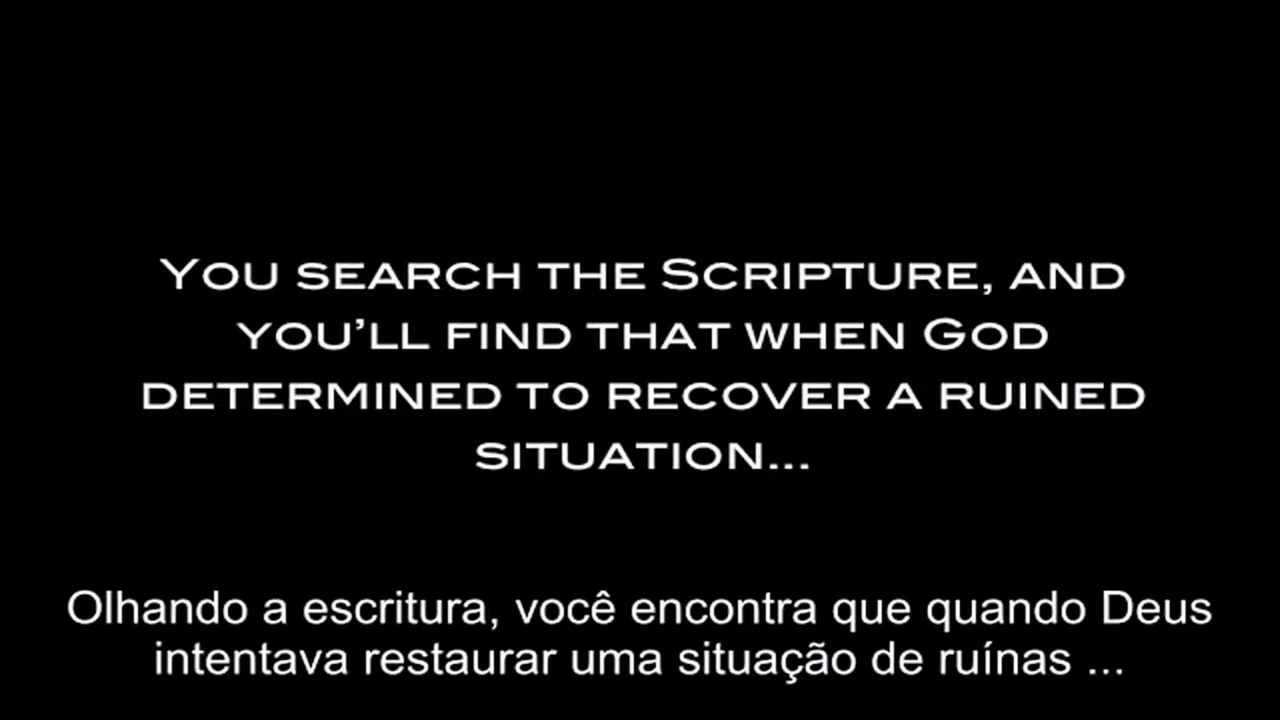 You search the Scripture, and
you’ll find that when God
determined to recover a ruined
situation...
Olhando a escritura, você encontra que quando Deus
intentava restaurar uma situação de ruínas ...